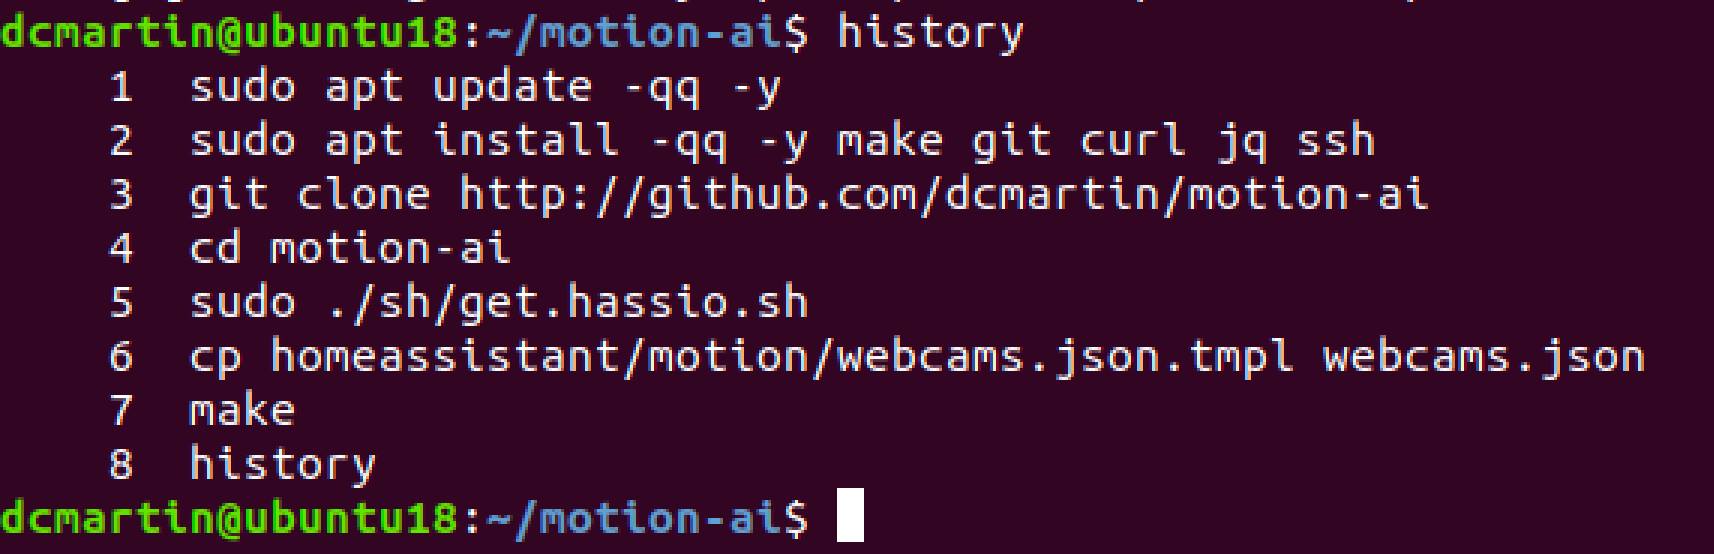 dcmartin@ubuntu18:~/motion-ai$ history
1 sudo apt update -qq -y
2 sudo apt install -qq -y make git curl jq ssh
3 git clone http://github.com/dcmartin/motion-ai
4 cd motion-ai
5 sudo ./sh/get.hassio.sh
6 cp homeassistant/motion/webcams.json.tmpl webcams.json
7 make
8 history
dcmartin@ubuntu18:~/motion-ai$